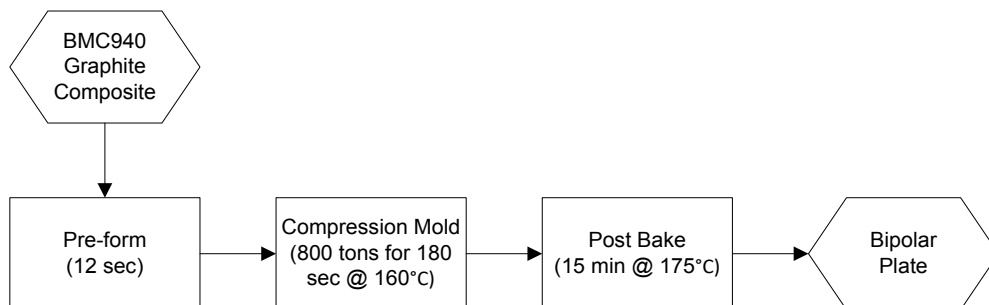 BMC940
Graphite
Composite
Pre-form
(12 sec)
Compression Mold
(800 tons for 180
sec @ 160°C)
Post Bake
(15 min @ 175°C)
Bipolar
Plate